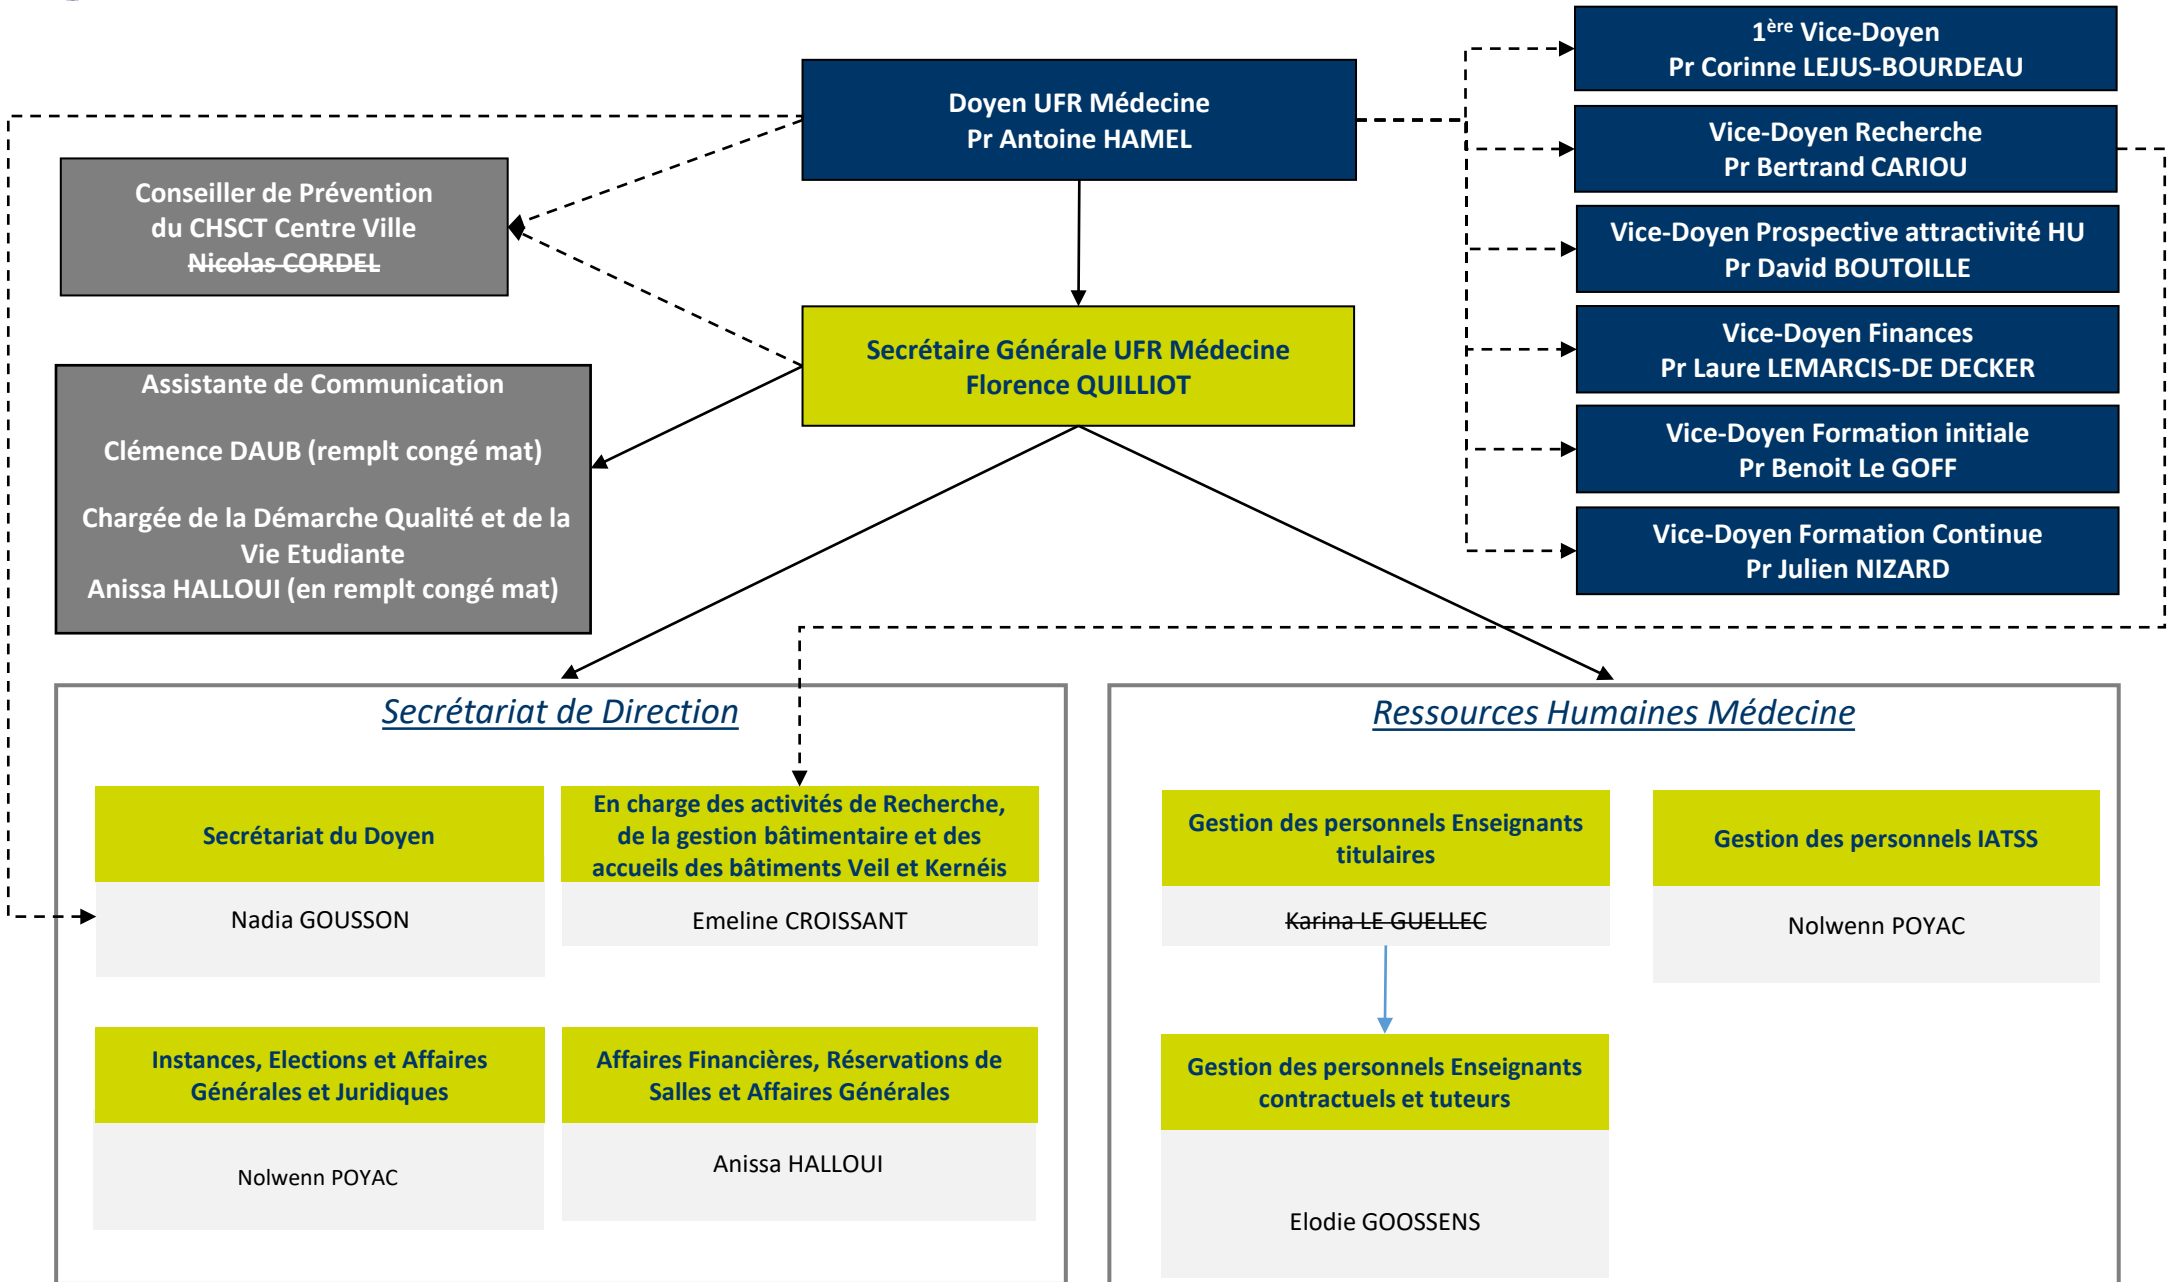 Doyen UFR Médecine
Pr Antoine HAMEL
1ère Vice-Doyen
Pr Corinne LEJUS-BOURDEAU
Vice-Doyen Recherche
Pr Bertrand CARIOU
Vice-Doyen Prospective attractivité HU
Pr David BOUTOILLE
Vice-Doyen Finances
Pr Laure LEMARCIS-DE DECKER
Vice-Doyen Formation initiale
Pr Benoit Le GOFF
Vice-Doyen Formation Continue
Pr Julien NIZARD
Conseiller de Prévention
du CHSCT Centre Ville
Nicolas CORDEL
Secrétaire Générale UFR Médecine
Florence QUILLIOT
Assistante de Communication
Clémence DAUB (remplt congé mat)
Chargée de la Démarche Qualité et de la
Vie Etudiante
Anissa HALLOUI (en remplt congé mat)
Secrétariat de Direction
Secrétariat du Doyen
Nadia GOUSSON
En charge des activités de Recherche,
de la gestion bâtimentaire et des
accueils des bâtiments Veil et Kernéis
Emeline CROISSANT
Instances, Elections et Affaires
Générales et Juridiques
Nolwenn POYAC
Affaires Financières, Réservations de
Salles et Affaires Générales
Anissa HALLOUI
Ressources Humaines Médecine
Gestion des personnels Enseignants
titulaires
Karina LE GUELLEC
Gestion des personnels IATSS
Nolwenn POYAC
Gestion des personnels Enseignants
contractuels et tuteurs
Elodie GOOSSENS